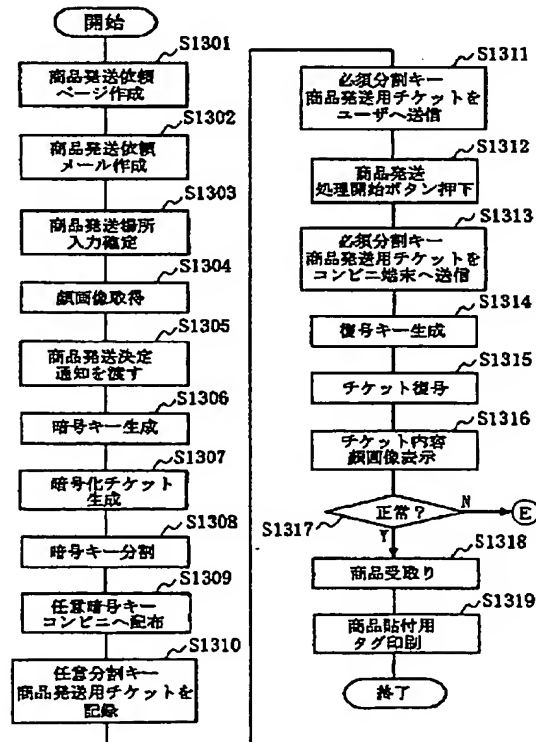 開始
S1301
商品発送依頼
ページ作成
S1302
商品発送依頼
メール作成
S1303
商品発送場所
入力確定
S1304
顔画像取得
S1305
商品発送決定
通知を渡す
S1306
暗号キー生成
S1307
暗号化チケット
生成
S1308
暗号キー分割
S1309
任意暗号キー
コンビニへ配布
S1310
任意分割キー
商品発送用チケットを
記録
S1311
必須分割キー
商品発送用チケットを
ユーザへ送信
S1312
商品発送
処理開始ボタン押下
S1313
必須分割キー
商品発送用チケットを
コンビニ端末へ送信
S1314
復号キー生成
S1315
チケット復号
S1316
チケット内容
顔画像表示
S1317
正常?
N
E
Y
S1318
商品受取り
S1319
商品貼付用
タグ印刷
終了